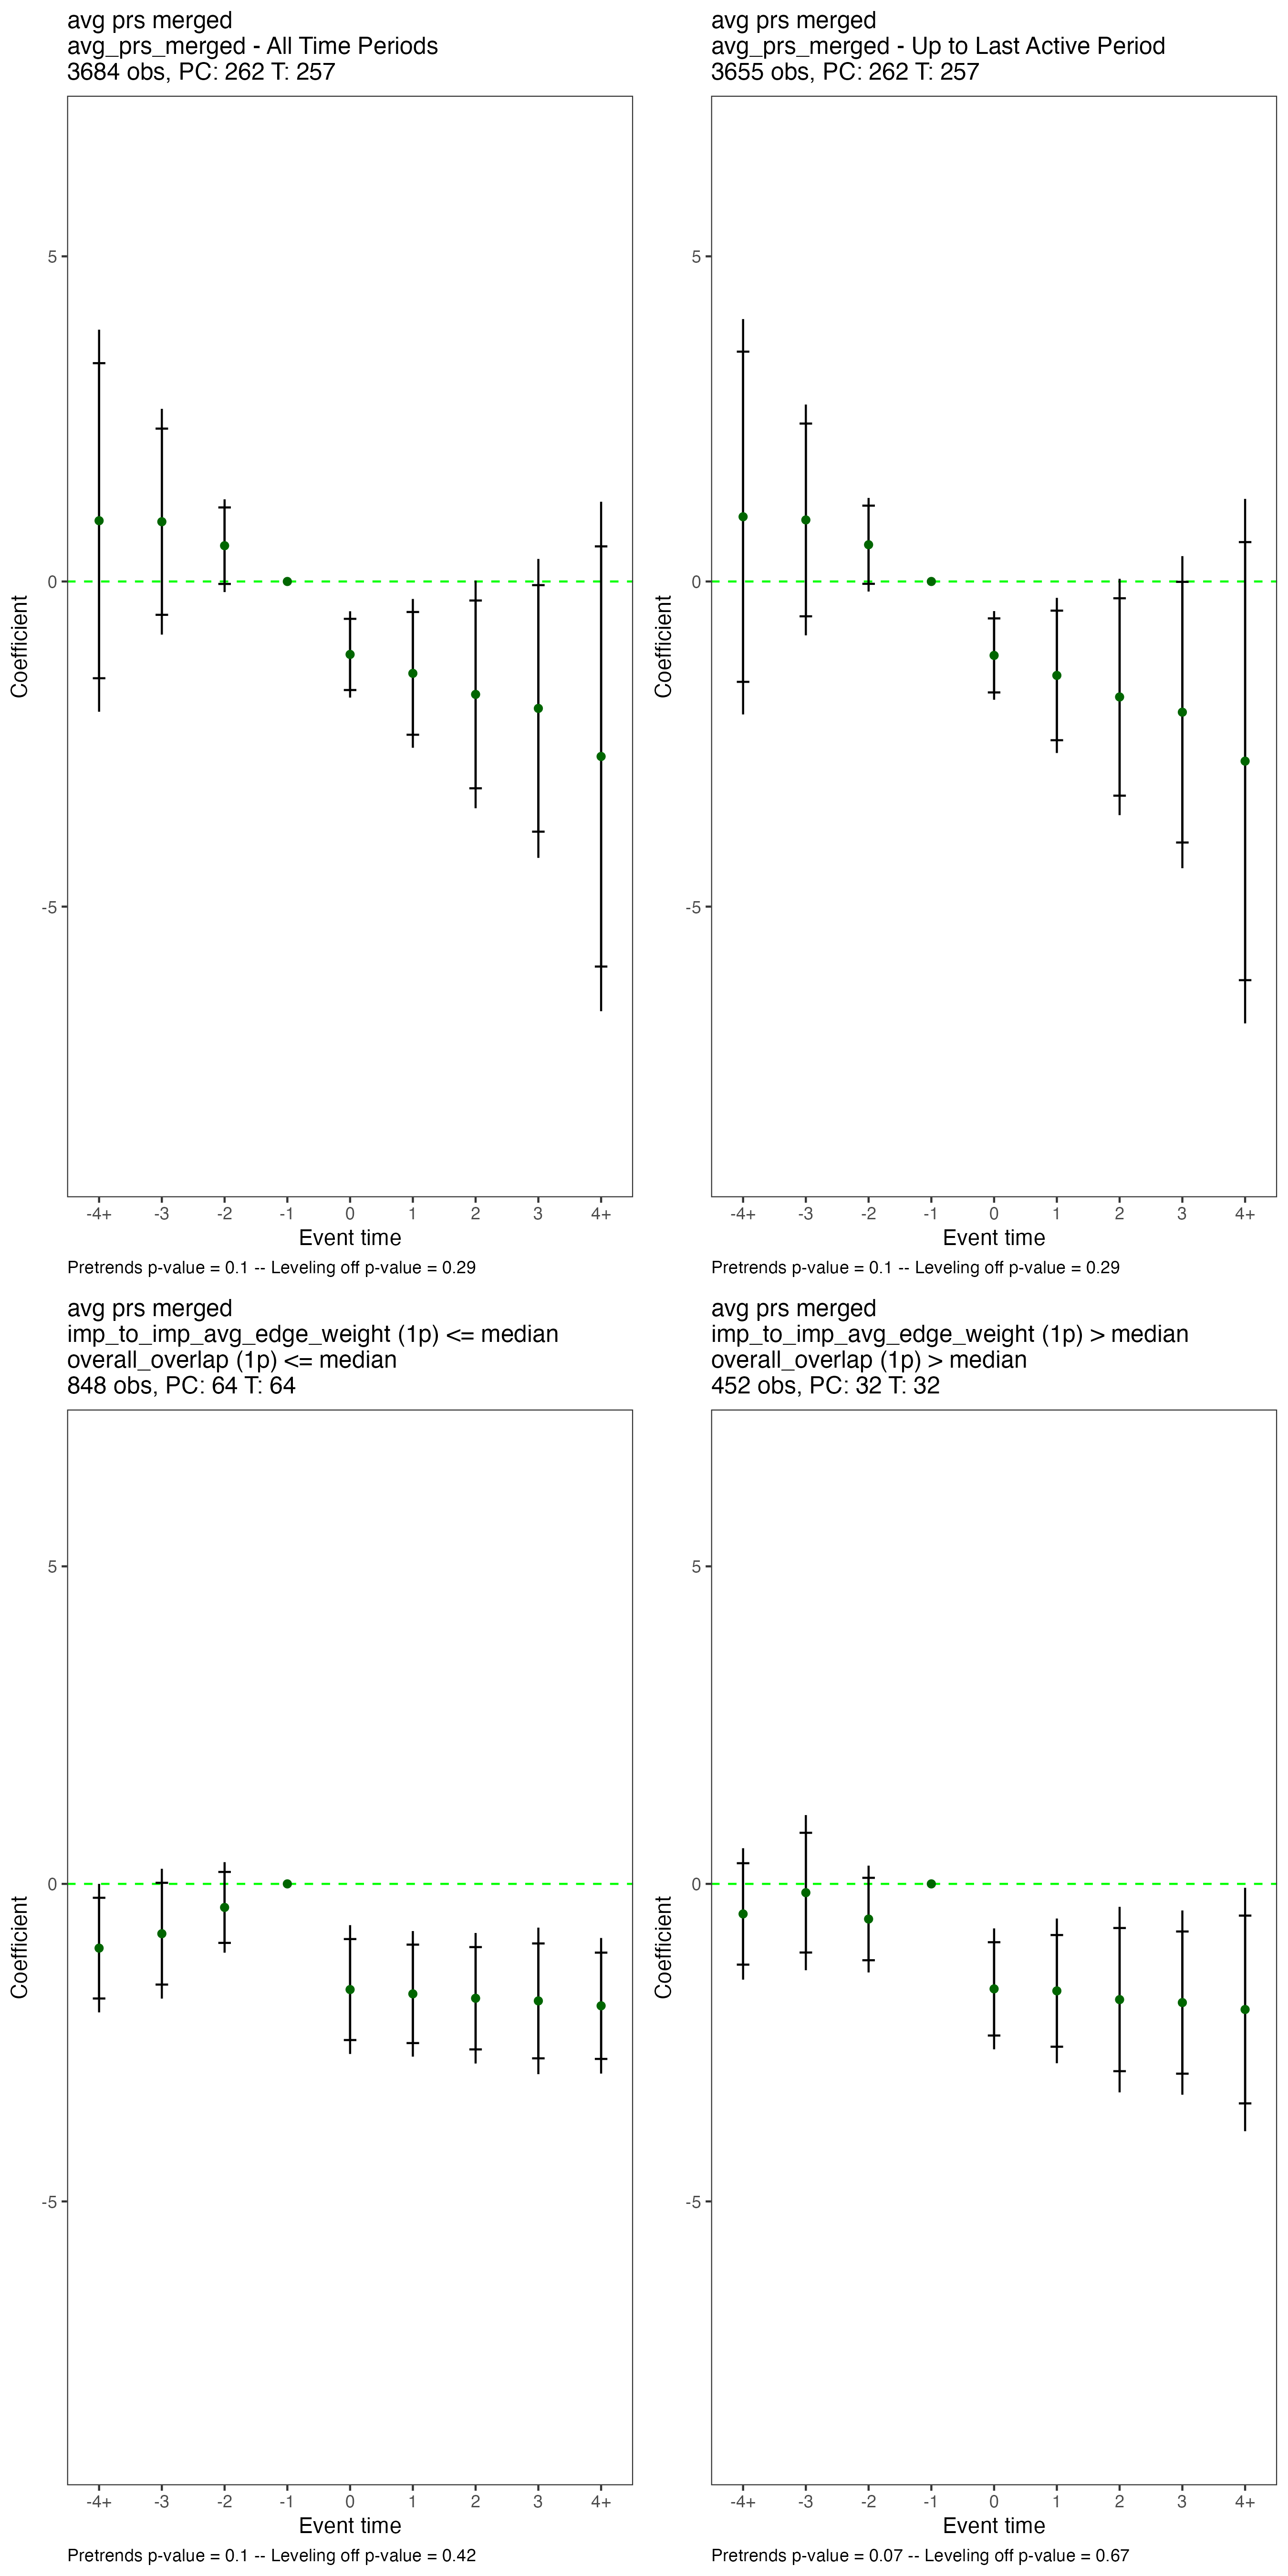 avg prs merged
avg_prs_merged - All Time Periods
3684 obs, PC: 262 T: 257
5
0
-5
Coefficient
-4+ -3 -2 -1 0 1 2 3 4+
Event time
Pretrends p-value = 0.1 -- Leveling off p-value = 0.29
avg prs merged
avg_prs_merged - Up to Last Active Period
3655 obs, PC: 262 T: 257
5
0
-5
Coefficient
-4+ -3 -2 -1 0 1 2 3 4+
Event time
Pretrends p-value = 0.1 -- Leveling off p-value = 0.29
avg prs merged
imp_to_imp_avg_edge_weight (1p) <= median
overall_overlap (1p) <= median
848 obs, PC: 64 T: 64
5
0
-5
Coefficient
-4+ -3 -2 -1 0 1 2 3 4+
Event time
Pretrends p-value = 0.1 -- Leveling off p-value = 0.42
avg prs merged
imp_to_imp_avg_edge_weight (1p) > median
overall_overlap (1p) > median
452 obs, PC: 32 T: 32
5
0
-5
Coefficient
-4+ -3 -2 -1 0 1 2 3 4+
Event time
Pretrends p-value = 0.07 -- Leveling off p-value = 0.67